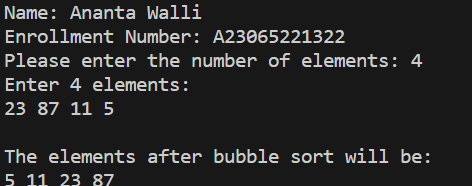 Name: Ananta Walli
Enrollment Number: A23065221322
Please enter the number of elements: 4
Enter 4 elements:
23 87 11 5
The elements after bubble sort will be:
5 11 23 87